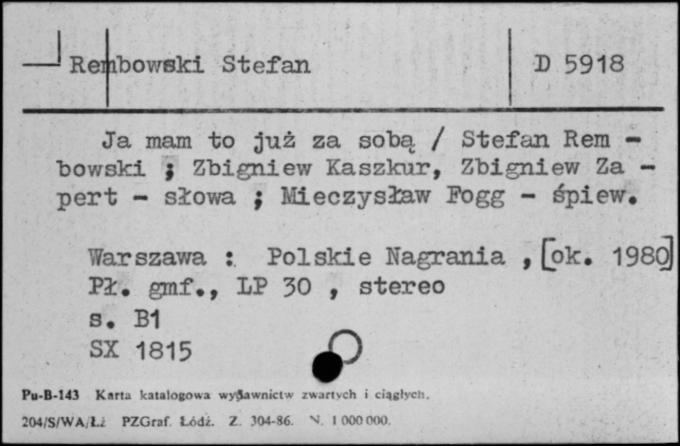 Rembowski Stefan D 5918
Ja mam to już za sobą / Stefan Rem -
bowski ; Zbigniew Kaszkur, Zbigniew Za -
pert - słowa ; Mieczysław Fogg - śpiew.
Warszawa : Polskie Nagrania , [ok. 1980]
Pł. gmf., LP 30 , stereo
s. B1
SX 1815
Pu-B-143 Karta katalogowa wydawnictw zwartych i ciągłych.
204/S/WA/Łż PZGraf. Łódź. Z. 304-86. N. 1 000 000.